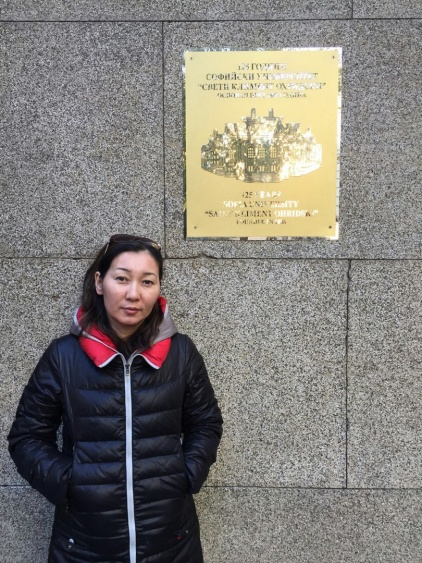 125 ГОДИНИ
СОФИЙСКИ УНИВЕРСИТЕТ
"СВЕТИ КЛИМЕНТ ОХРИДСКИ"
125 YEARS
SOFIA UNIVERSITY
"SAINT KLIMENT OHRIDSKI"